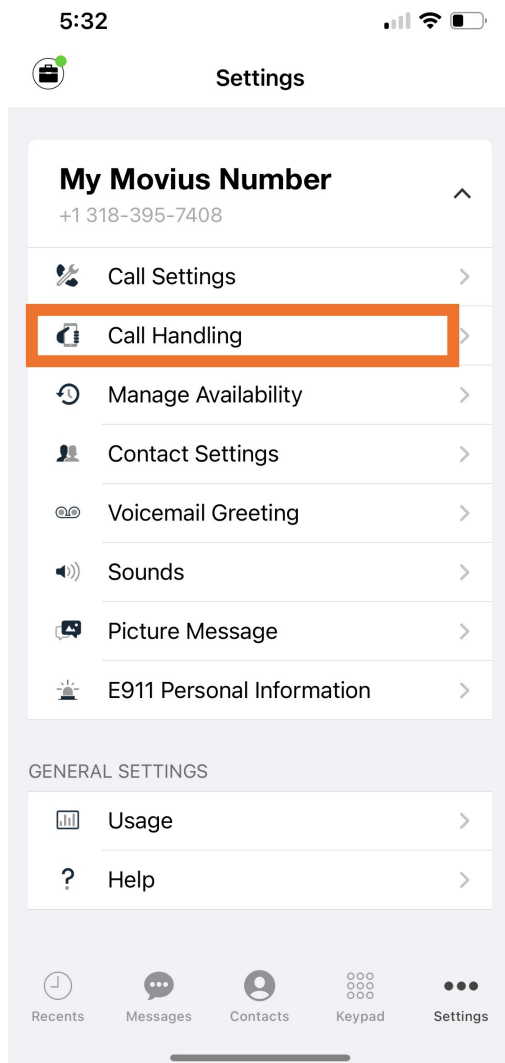 5:32
Settings
My Movius Number
+1 318-395-7408
Call Settings
Call Handling
Manage Availability
Contact Settings
Voicemail Greeting
Sounds
Picture Message
E911 Personal Information
GENERAL SETTINGS
Usage
? Help
Recents Messages Contacts Keypad Settings